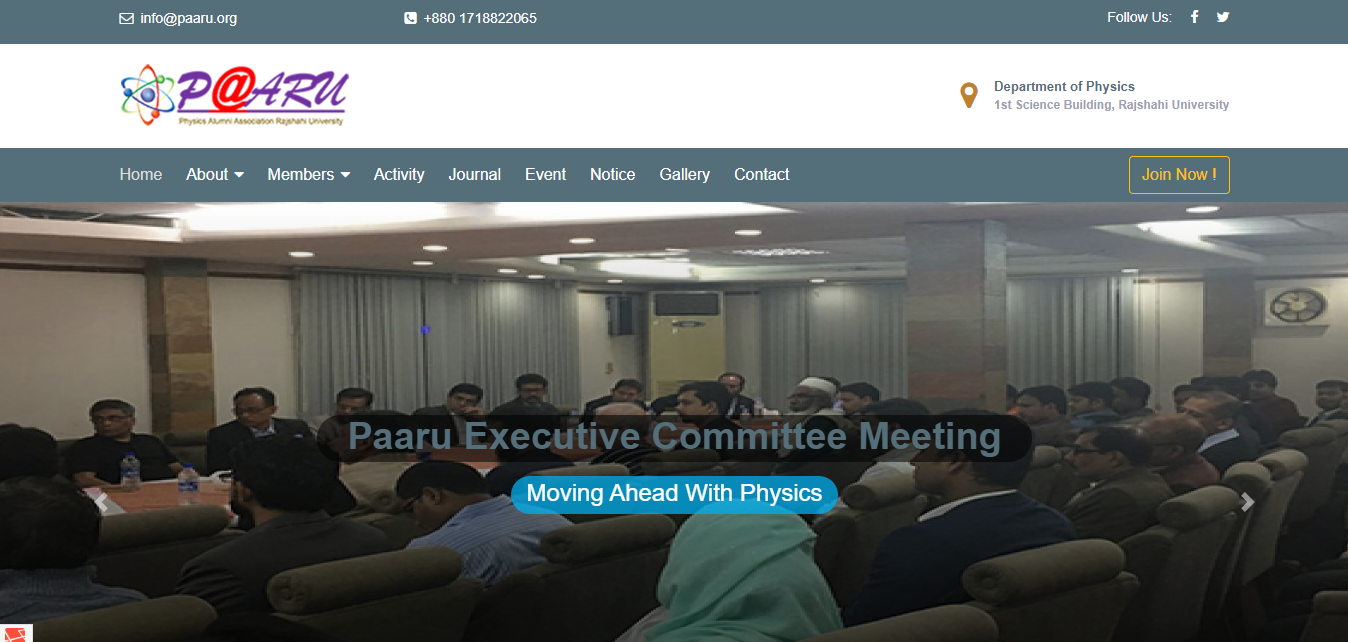 info@paaru.org
+880 1718822065
Follow Us:
P@ARU
Physics Alumni Association Rajshahi University
Department of Physics
1st Science Building, Rajshahi University
Home About Members Activity Journal Event Notice Gallery Contact
Join Now !
Paaru Executive Committee Meeting
Moving Ahead With Physics